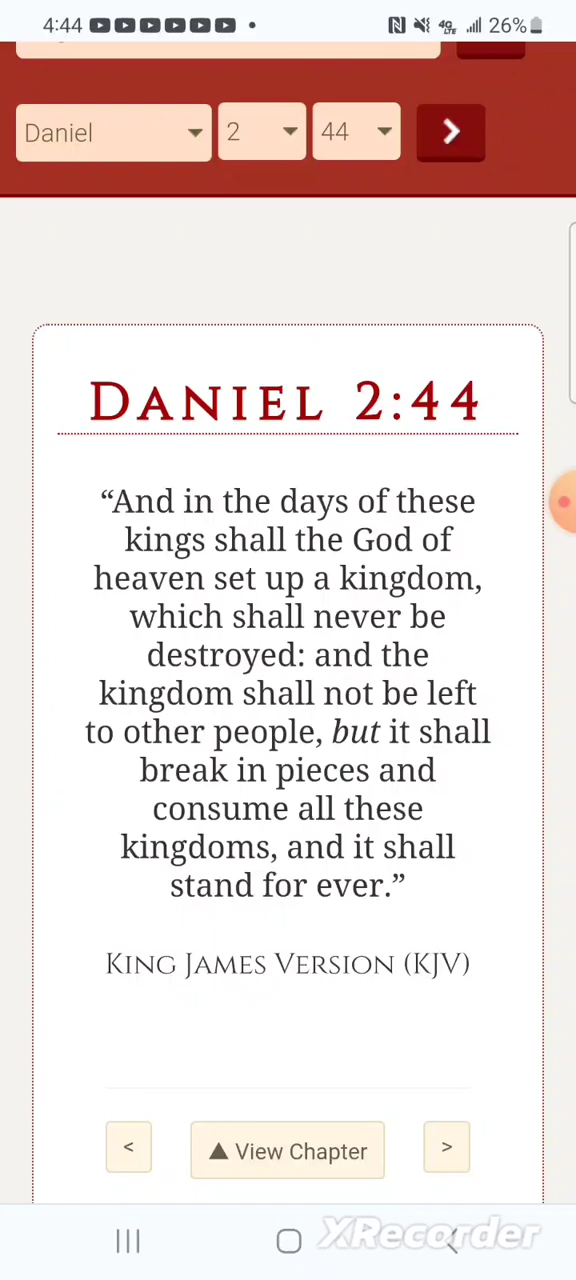 4:44 26%
Daniel 2 44
DANIEL 2:44
“And in the days of these
kings shall the God of
heaven set up a kingdom,
which shall never be
destroyed: and the
kingdom shall not be left
to other people, but it shall
break in pieces and
consume all these
kingdoms, and it shall
stand for ever.”
KING JAMES VERSION (KJV)
< ▲ View Chapter >
XRecorder